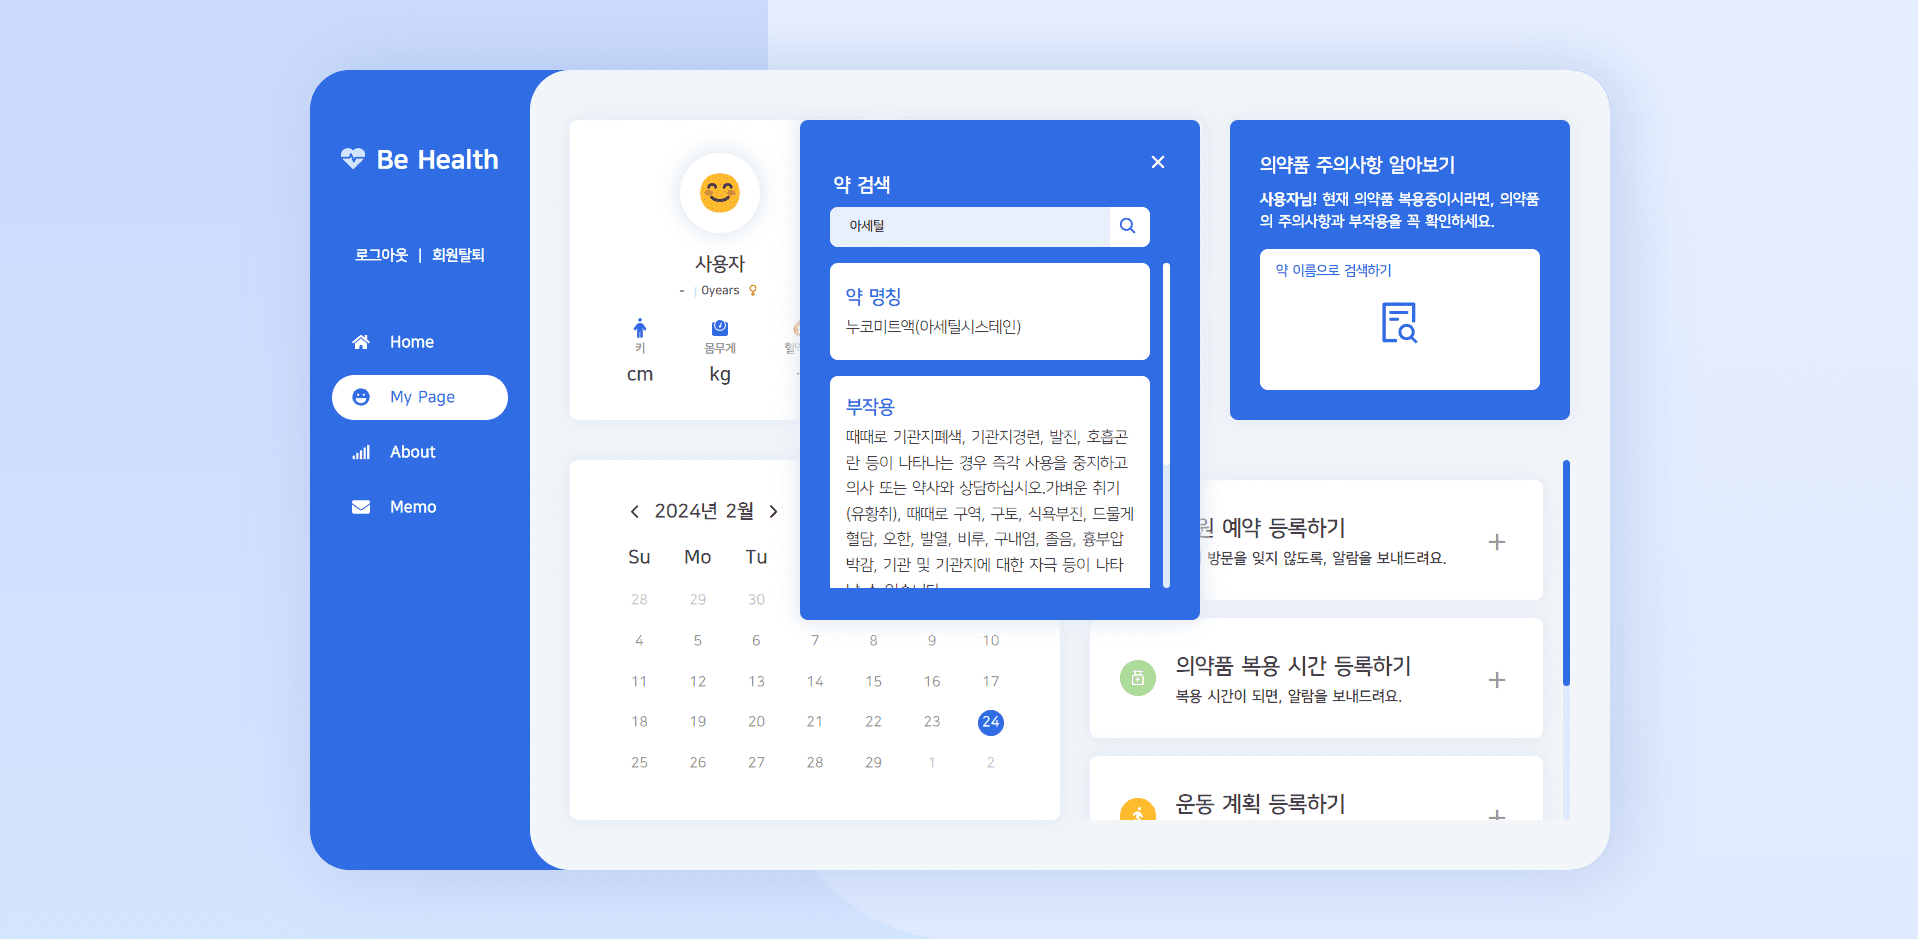 Be Health
로그아웃 | 회원탈퇴
Home
My Page
About
Memo
사용자
- | 0years
키
몸무게
cm
kg
약 검색
아세틸
약 명칭
누코미트액(아세틸시스테인)
부작용
때때로 기관지폐색, 기관지경련, 발진, 호흡곤
란 등이 나타나는 경우 즉각 사용을 중지하고
의사 또는 약사와 상담하십시오.가벼운 취기
(유황취), 때때로 구역, 구토, 식욕부진, 드물게
혈담, 오한, 발열, 비루, 구내염, 졸음, 흉부압
박감, 기관 및 기관지에 대한 자극 등이 나타
의약품 주의사항 알아보기
사용자님! 현재 의약품 복용중이시라면, 의약품
의 주의사항과 부작용을 꼭 확인하세요.
약 이름으로 검색하기
2024년 2월
Su Mo Tu
28 29 30
4 5 6 7 8 9 10
11 12 13 14 15 16 17
18 19 20 21 22 23 24
25 26 27 28 29 1 2
원 예약 등록하기
방문을 잊지 않도록, 알람을 보내드려요.
의약품 복용 시간 등록하기
복용 시간이 되면, 알람을 보내드려요.
운동 계획 등록하기